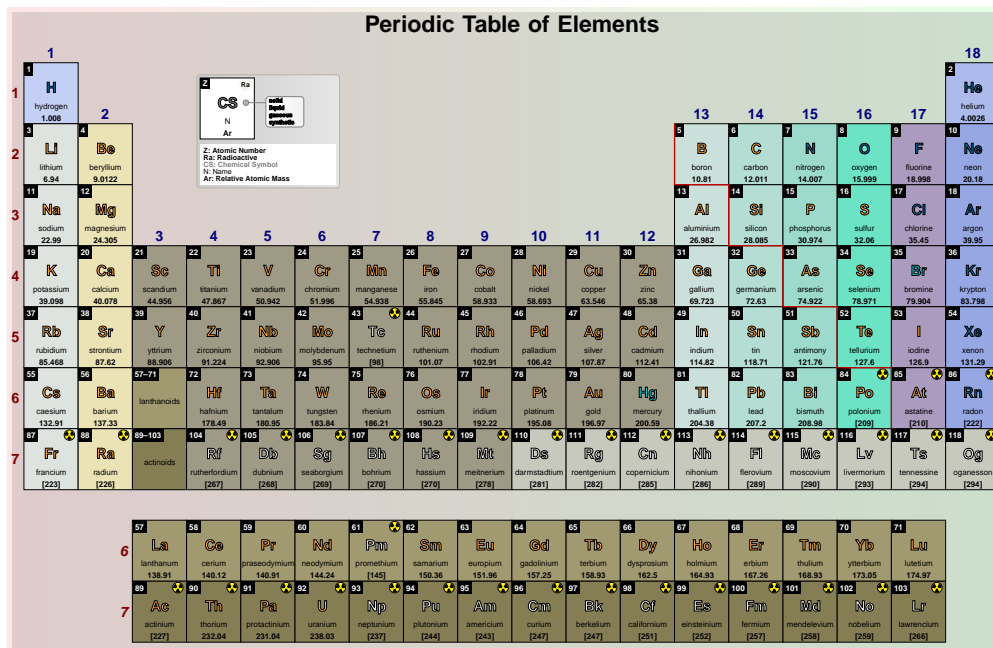 Periodic Table of Elements
1 18
1 2
1 H He
hydrogen helium
1.008 4.0026
Z Ra
CS
N
Ar
solid
liquid
gaseous
synthetic
Z: Atomic Number
Ra: Radioactive
CS: Chemical Symbol
N: Name
Ar: Relative Atomic Mass
2 13 14 15 16 17
3 4 5 6 7 8 9 10
2 Li Be B C N O F Ne
lithium beryllium boron carbon nitrogen oxygen fluorine neon
6.94 9.0122 10.81 12.011 14.007 15.999 18.998 20.18
11 12 13 14 15 16 17 18
3 Na Mg Al Si P S Cl Ar
sodium magnesium aluminium silicon phosphorus sulfur chlorine argon
22.99 24.305 26.982 28.085 30.974 32.06 35.45 39.95
3 4 5 6 7 8 9 10 11 12
19 20 21 22 23 24 25 26 27 28 29 30 31 32 33 34 35 36
4 K Ca Sc Ti V Cr Mn Fe Co Ni Cu Zn Ga Ge As Se Br Kr
potassium calcium scandium titanium vanadium chromium manganese iron cobalt nickel copper zinc gallium germanium arsenic selenium bromine krypton
39.098 40.078 44.956 47.867 50.942 51.996 54.938 55.845 58.933 58.693 63.546 65.38 69.723 72.63 74.922 78.971 79.904 83.798
37 38 39 40 41 42 43 44 45 46 47 48 49 50 51 52 53 54
5 Rb Sr Y Zr Nb Mo Tc Ru Rh Pd Ag Cd In Sn Sb Te I Xe
rubidium strontium yttrium zirconium niobium molybdenum technetium ruthenium rhodium palladium silver cadmium indium tin antimony tellurium iodine xenon
85.468 87.62 88.906 91.224 92.906 95.95 [98] 101.07 102.91 106.42 107.87 112.41 114.82 118.71 121.76 127.6 126.9 131.29
55 56 57–71 72 73 74 75 76 77 78 79 80 81 82 83 84 85 86
6 Cs Ba Hf Ta W Re Os Ir Pt Au Hg Tl Pb Bi Po At Rn
caesium barium lanthanoids hafnium tantalum tungsten rhenium osmium iridium platinum gold mercury thallium lead bismuth polonium astatine radon
132.91 137.33 178.49 180.95 183.84 186.21 190.23 192.22 195.08 196.97 200.59 204.38 207.2 208.98 [209] [210] [222]
87 88 89–103 104 105 106 107 108 109 110 111 112 113 114 115 116 117 118
7 Fr Ra Rf Db Sg Bh Hs Mt Ds Rg Cn Nh Fl Mc Lv Ts Og
francium radium actinoids rutherfordium dubnium seaborgium bohrium hassium meitnerium darmstadtium roentgenium copernicium nihonium flerovium moscovium livermorium tennessine oganesson
[223] [226] [267] [268] [269] [270] [270] [278] [281] [282] [285] [286] [289] [290] [293] [294] [294]
57 58 59 60 61 62 63 64 65 66 67 68 69 70 71
6 La Ce Pr Nd Pm Sm Eu Gd Tb Dy Ho Er Tm Yb Lu
lanthanum cerium praseodymium neodymium promethium samarium europium gadolinium terbium dysprosium holmium erbium thulium ytterbium lutetium
138.91 140.12 140.91 144.24 [145] 150.36 151.96 157.25 158.93 162.5 164.93 167.26 168.93 173.05 174.97
89 90 91 92 93 94 95 96 97 98 99 100 101 102 103
7 Ac Th Pa U Np Pu Am Cm Bk Cf Es Fm Md No Lr
actinium thorium protactinium uranium neptunium plutonium americium curium berkelium californium einsteinium fermium mendelevium nobelium lawrencium
[227] 232.04 231.04 238.03 [237] [244] [243] [247] [247] [251] [252] [257] [258] [259] [266]